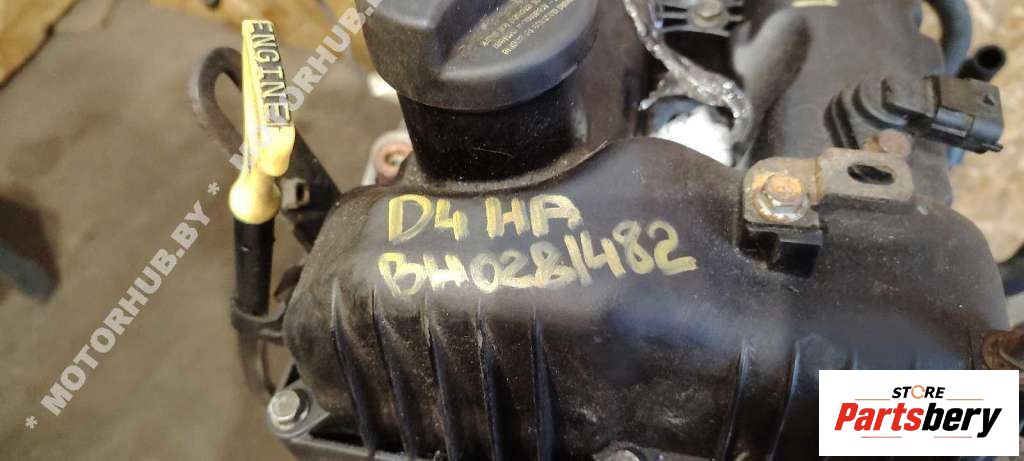 ENGINE
D4HA
BH0281482
* MOTORHUB.BY *
MOTORHUB.BY
STORE
Partsbery